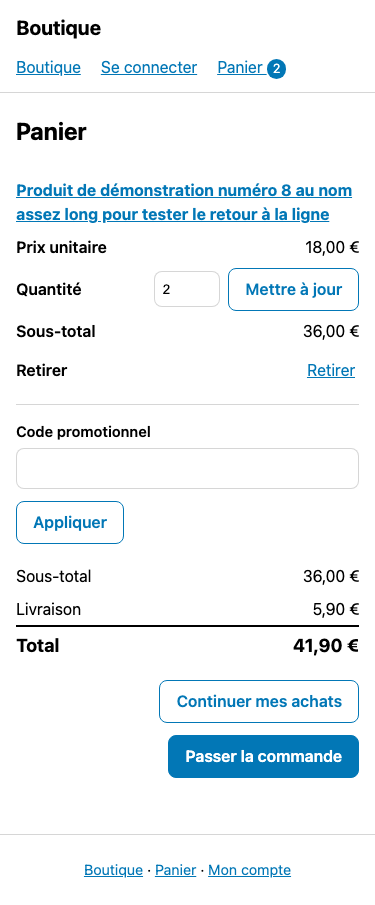 Boutique
Boutique Se connecter Panier 2
Panier
Produit de démonstration numéro 8 au nom
assez long pour tester le retour à la ligne
Prix unitaire 18,00 €
Quantité 2 Mettre à jour
Sous-total 36,00 €
Retirer Retirer
Code promotionnel
Appliquer
Sous-total 36,00 €
Livraison 5,90 €
Total 41,90 €
Continuer mes achats
Passer la commande
Boutique · Panier · Mon compte